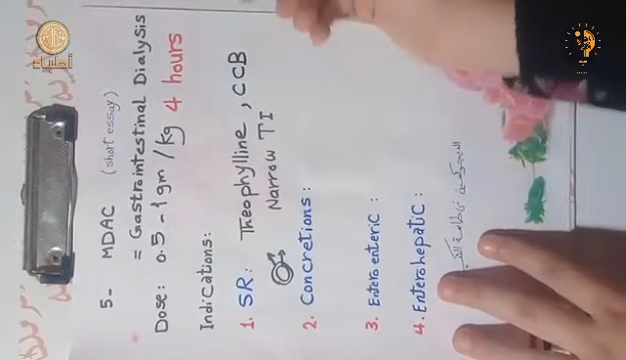 5- MDAC (short essay)
= Gastrointestinal Dialysis
Dose: 0.5 - 1gm / kg 4 hours
Indications:
1. SR: Theophylline, CCB
Narrow TI
2. Concretions:
3. Entero enteric:
4. Enterohepatic: